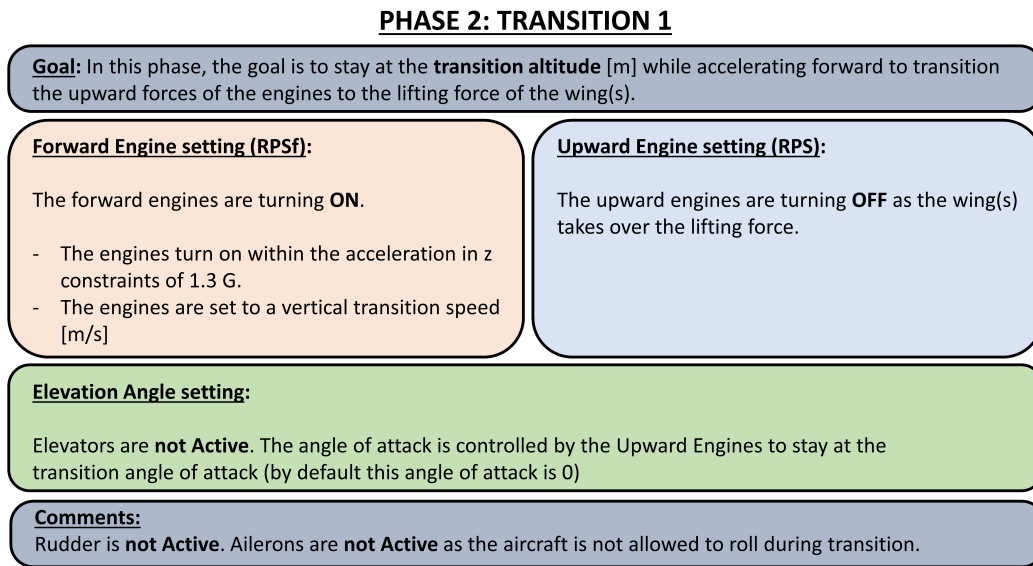 PHASE 2: TRANSITION 1
Goal: In this phase, the goal is to stay at the transition altitude [m] while accelerating forward to transition
the upward forces of the engines to the lifting force of the wing(s).
Forward Engine setting (RPSf):
The forward engines are turning ON.
- The engines turn on within the acceleration in z
constraints of 1.3 G.
- The engines are set to a vertical transition speed
[m/s]
Upward Engine setting (RPS):
The upward engines are turning OFF as the wing(s)
takes over the lifting force.
Elevation Angle setting:
Elevators are not Active. The angle of attack is controlled by the Upward Engines to stay at the
transition angle of attack (by default this angle of attack is 0)
Comments:
Rudder is not Active. Ailerons are not Active as the aircraft is not allowed to roll during transition.